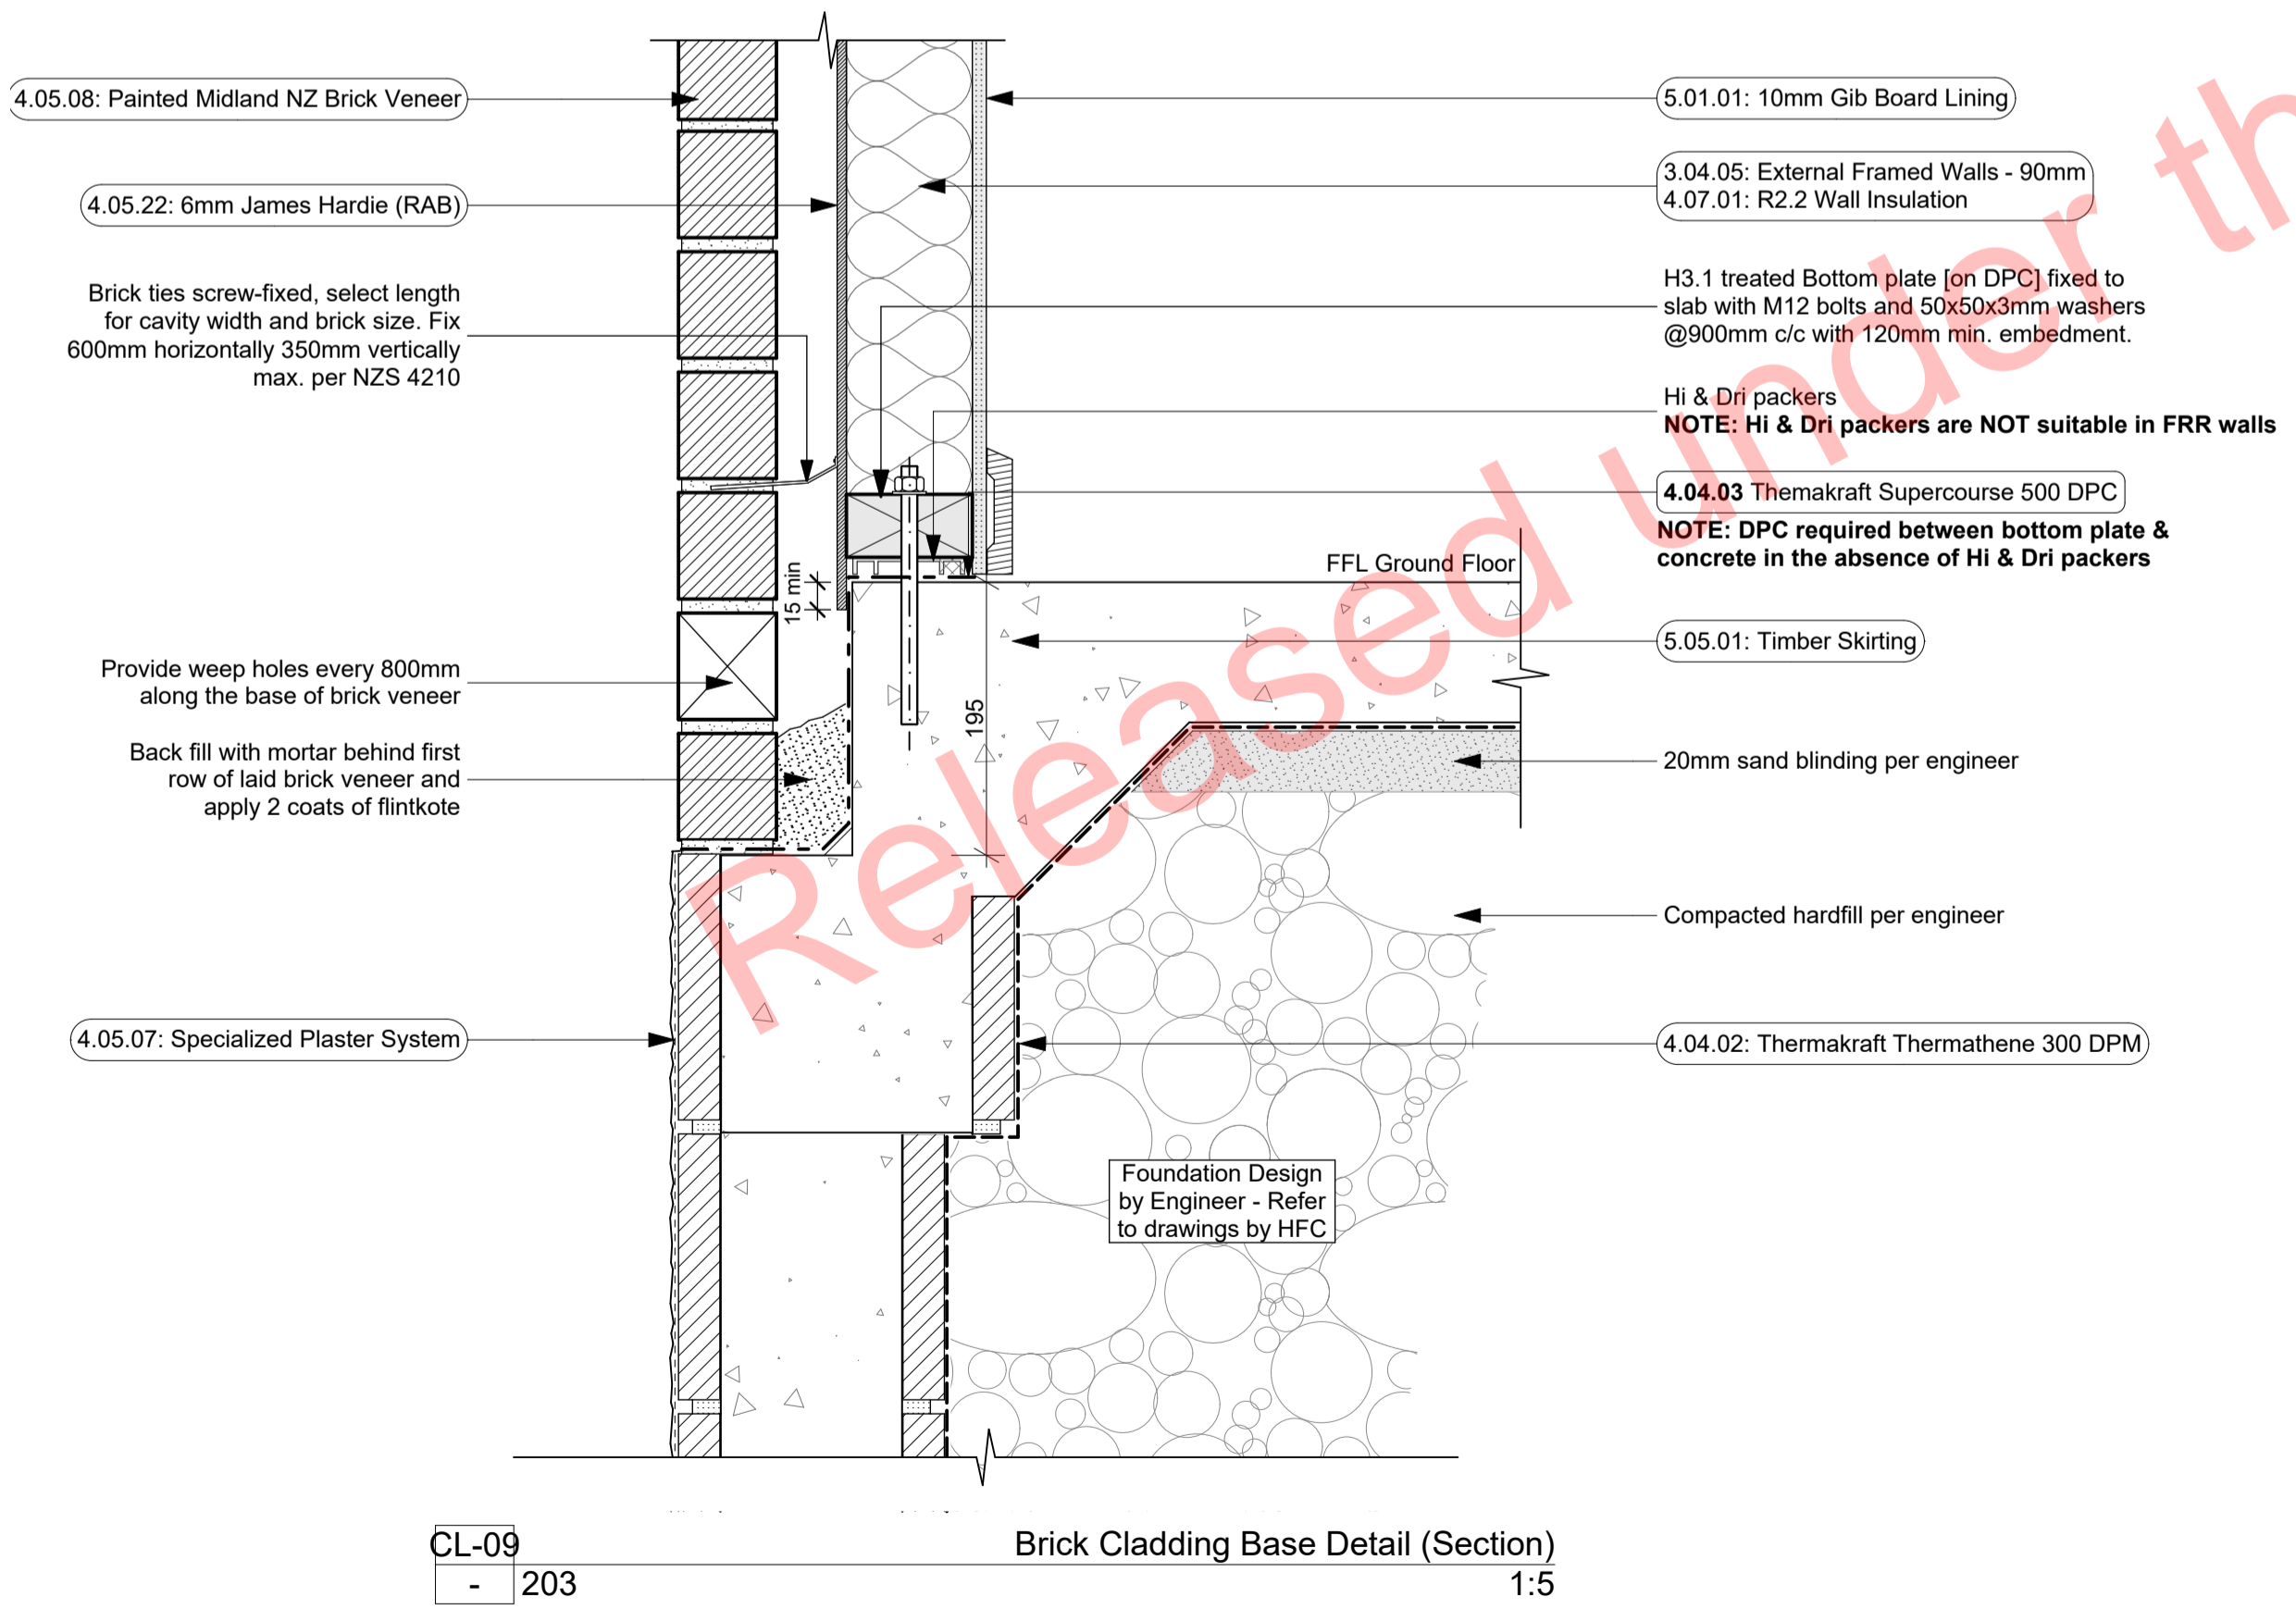 4.05.08: Painted Midland NZ Brick Veneer
4.05.22: 6mm James Hardie (RAB)
Brick ties screw-fixed, select length
for cavity width and brick size. Fix
600mm horizontally 350mm vertically
max. per NZS 4210
Provide weep holes every 800mm
along the base of brick veneer
Back fill with mortar behind first
row of laid brick veneer and
apply 2 coats of flintkote
4.05.07: Specialized Plaster System
15 min
195
FFL Ground Floor
Foundation Design
by Engineer - Refer
to drawings by HFC
5.01.01: 10mm Gib Board Lining
3.04.05: External Framed Walls - 90mm
4.07.01: R2.2 Wall Insulation
H3.1 treated Bottom plate [on DPC] fixed to
slab with M12 bolts and 50x50x3mm washers
@900mm c/c with 120mm min. embedment.
Hi & Dri packers
NOTE: Hi & Dri packers are NOT suitable in FRR walls
4.04.03 Themakraft Supercourse 500 DPC
NOTE: DPC required between bottom plate &
concrete in the absence of Hi & Dri packers
5.05.01: Timber Skirting
20mm sand blinding per engineer
Compacted hardfill per engineer
4.04.02: Thermakraft Thermathene 300 DPM
Released under th
CL-09
Brick Cladding Base Detail (Section)
- 203
1:5